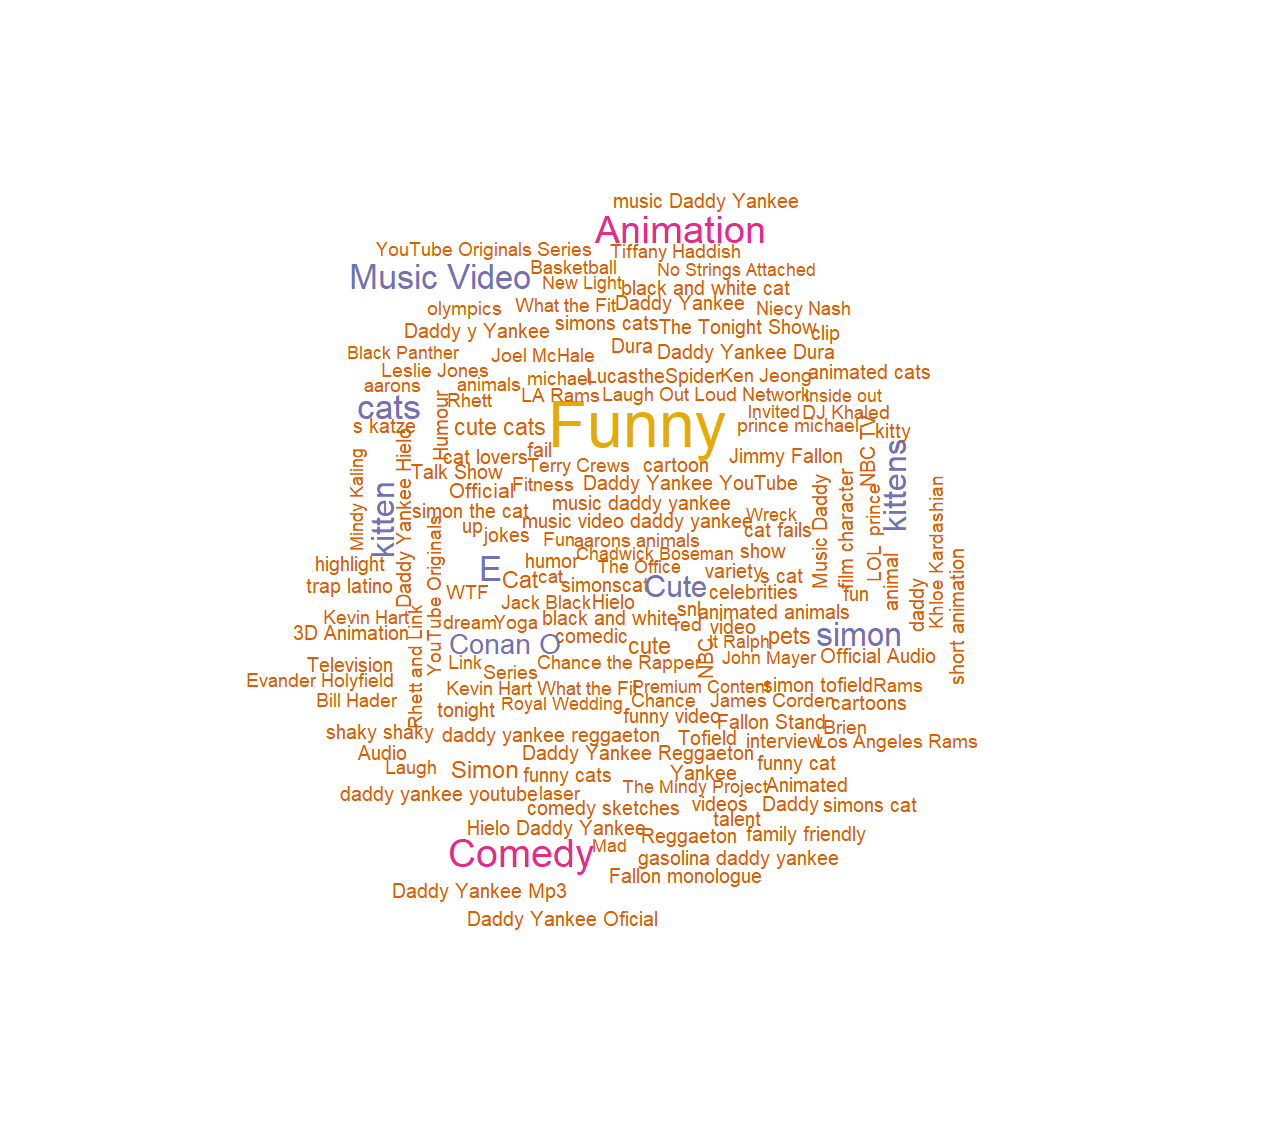 music Daddy Yankee
Animation
YouTube Originals Series
Tiffany Haddish
Music Video
Basketball
No Strings Attached
New Light
black and white cat
olympics
What the Fit
Daddy Yankee
Niecy Nash
Daddy y Yankee
simons cats
The Tonight Show
clip
Black Panther
Joel McHale
Dura
Daddy Yankee Dura
Leslie Jones
aarons
animals
michael
LucastheSpider
Ken Jeong
animated cats
cats
Rhett
LA Rams
Laugh Out Loud Network
Inside out
s katze
Humour
cute cats
Funny
Invited
DJ Khaled
prince michael
NBC TV
kitty
cat lovers
fail
Jimmy Fallon
Mindy Kaling
Daddy Yankee Hielo
Talk Show
Terry Crews
cartoon
kittens
kitten
Official
Fitness
Daddy Yankee YouTube
Music Daddy
film character
prince
Khloe Kardashian
simon the cat
music daddy yankee
music video daddy yankee
Wreck
cat fails
up
jokes
Fun
aarons animals
YouTube Originals
highlight
humor
Chadwick Boseman
show
LOL
animal
short animation
trap latino
E
Cat
cat
The Office
variety
s cat
daddy
WTF
simonscat
Cute
celebrities
fun
Jack Black
Hielo
snl
animated animals
Kevin Hart
Rhett and Link
dream
Yoga
black and white
red
video
3D Animation
Conan O
comedic
cute
NBC
It Ralph
pets
simon
Television
Link
Series
Chance the Rapper
John Mayer
Official Audio
Evander Holyfield
Kevin Hart What the Fit
Premium Content
simon tofield
Rams
Bill Hader
tonight
Royal Wedding
Chance
James Corden
cartoons
funny video
Fallon Stand
Brien
shaky shaky
daddy yankee reggaeton
Tofield
interview
Los Angeles Rams
Audio
Daddy Yankee Reggaeton
funny cat
Laugh
Simon
funny cats
Yankee
The Mindy Project
Animated
daddy yankee youtube
laser
comedy sketches
videos
Daddy
simons cat
talent
Hielo Daddy Yankee
Reggaeton
family friendly
Comedy
Mad
gasolina daddy yankee
Fallon monologue
Daddy Yankee Mp3
Daddy Yankee Oficial